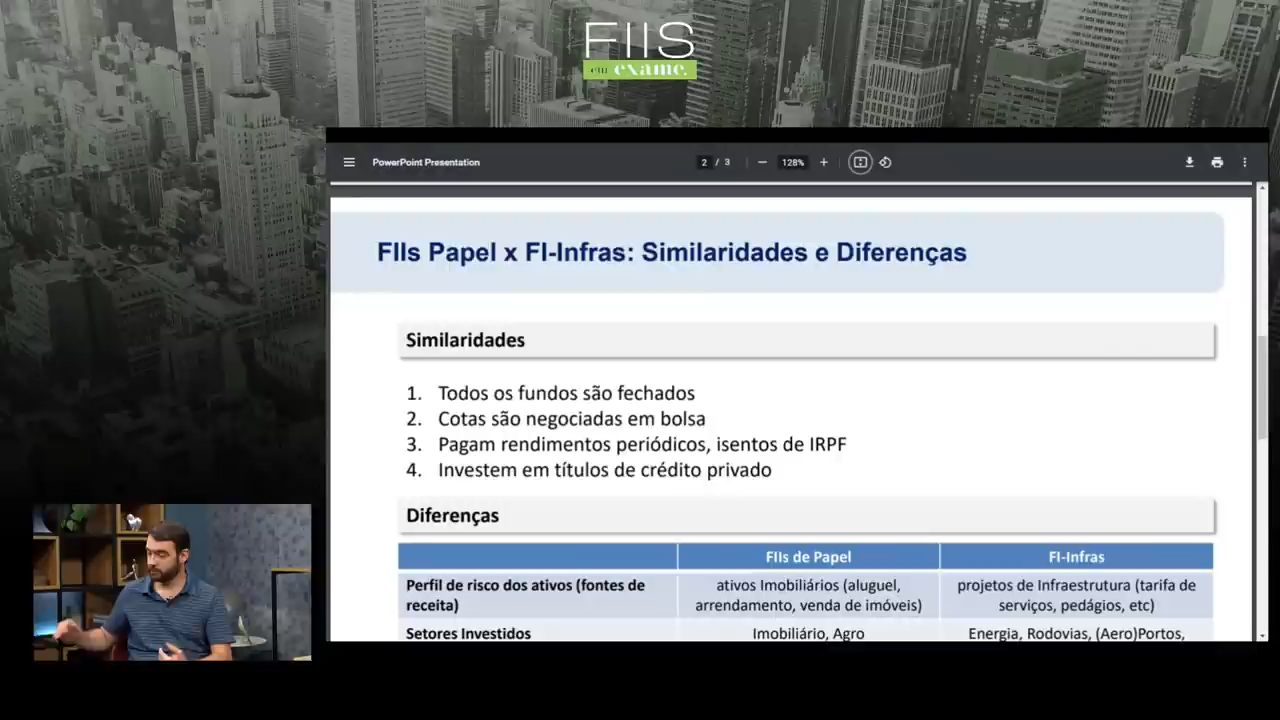 FIIS
em exame.
PowerPoint Presentation
2 / 3
128%
FIIs Papel x FI-Infras: Similaridades e Diferenças
Similaridades
1. Todos os fundos são fechados
2. Cotas são negociadas em bolsa
3. Pagam rendimentos periódicos, isentos de IRPF
4. Investem em títulos de crédito privado
Diferenças
FIIs de Papel FI-Infras
Perfil de risco dos ativos (fontes de receita)
ativos Imobiliários (aluguel,
arrendamento, venda de imóveis)
projetos de Infraestrutura (tarifa de
serviços, pedágios, etc)
Setores Investidos Imobiliário, Agro Energia, Rodovias, (Aero)Portos,